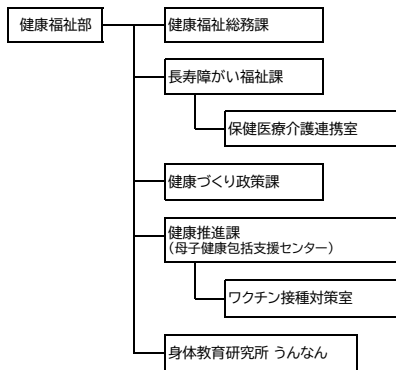 健康福祉部
健康福祉総務課
長寿障がい福祉課
保健医療介護連携室
健康づくり政策課
健康推進課
(母子健康包括支援センター)
ワクチン接種対策室
身体教育研究所 うんなん